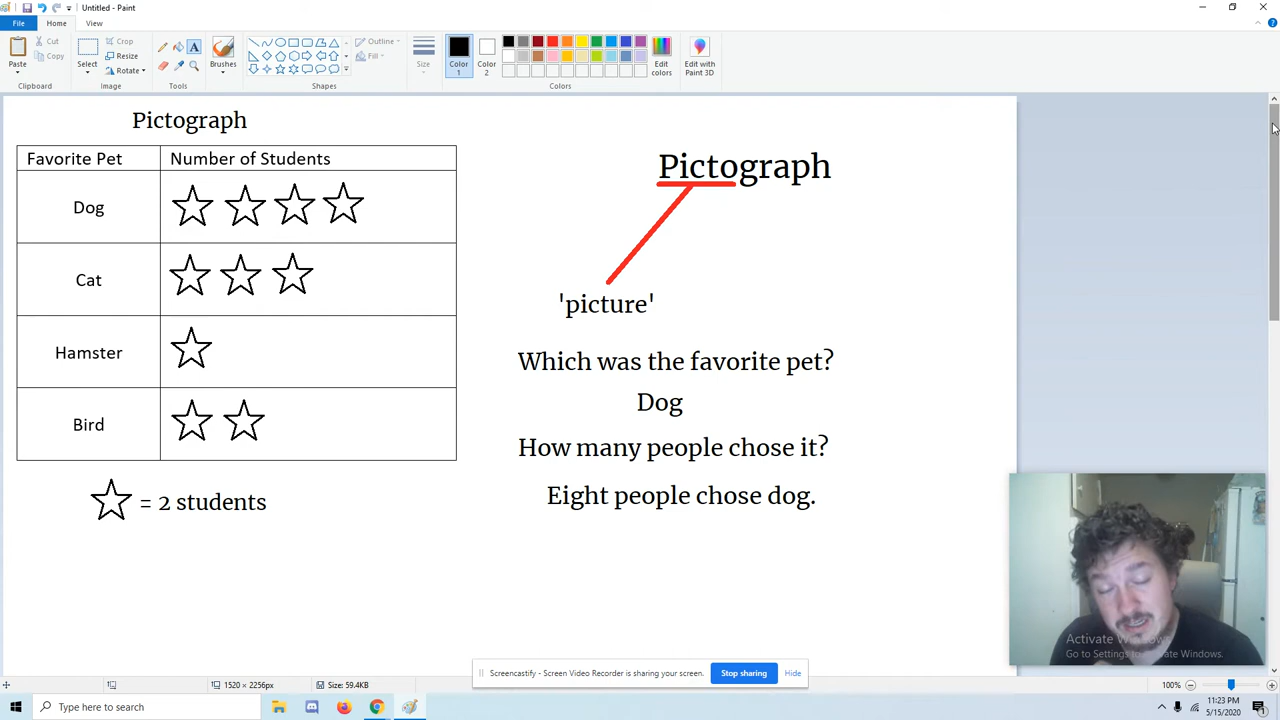 Untitled - Paint
File Home View
Paste
Cut
Copy
Clipboard
Select
Crop
Resize
Rotate
Image
Tools
Brushes
Shapes
Outline
Fill
Size
Color 1
Color 2
Edit colors
Colors
Edit with Paint 3D
Pictograph
Favorite Pet Number of Students
Dog
Cat
Hamster
Bird
= 2 students
Pictograph
'picture'
Which was the favorite pet?
Dog
How many people chose it?
Eight people chose dog.
Activate Windows
Go to Settings to Activate Windows.
Screencastify - Screen Video Recorder is sharing your screen. Stop sharing Hide
1520 × 2256px Size: 59.4KB 100%
Type here to search
11:23 PM
5/15/2020